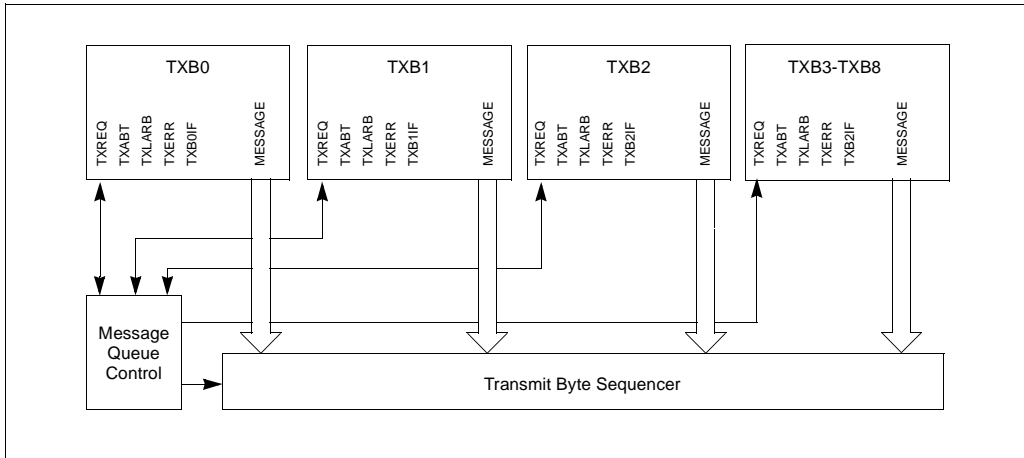 TXB0
TXREQ
TXABT
TXLARB
TXERR
TXB0IF
MESSAGE
TXB1
TXREQ
TXABT
TXLARB
TXERR
TXB1IF
MESSAGE
TXB2
TXREQ
TXABT
TXLARB
TXERR
TXB2IF
MESSAGE
TXB3-TXB8
TXREQ
TXABT
TXLARB
TXERR
TXB2IF
MESSAGE
Message
Queue
Control
Transmit Byte Sequencer